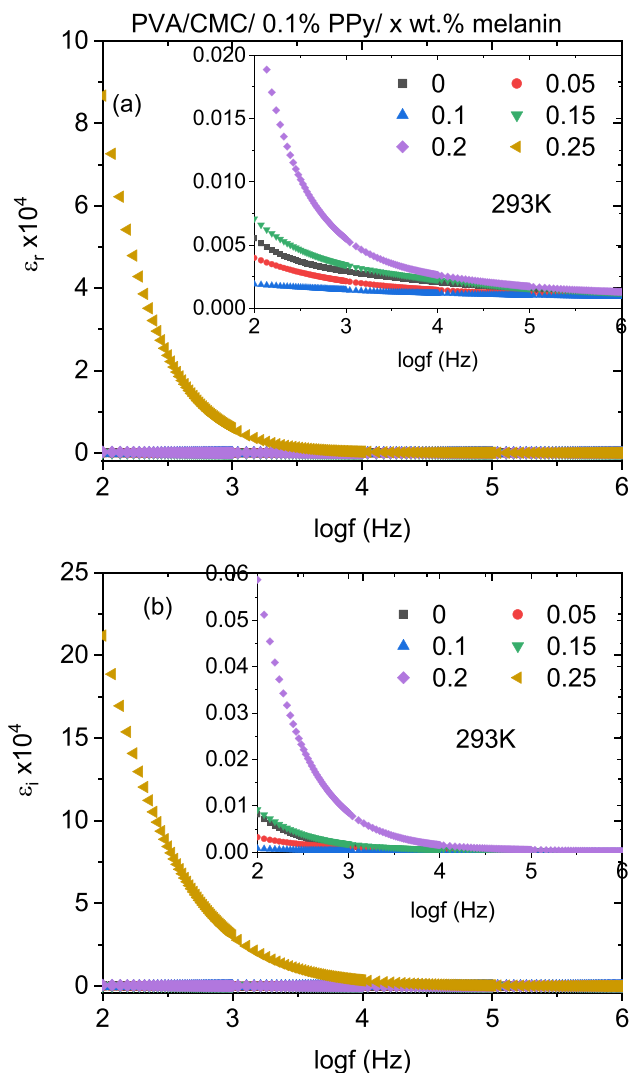 PVA/CMC/ 0.1% PPy/ x wt.% melanin
(a)
εr x10^4
10
8
6
4
2
0
2 3 4 5 6
logf (Hz)
0.020
0.015
0.010
0.005
0.000
2 3 4 5 6
logf (Hz)
0 0.05
0.1 0.15
0.2 0.25
293K
(b)
εi x10^4
25
20
15
10
5
0
2 3 4 5 6
logf (Hz)
0.06
0.05
0.04
0.03
0.02
0.01
0.00
2 3 4 5 6
logf (Hz)
0 0.05
0.1 0.15
0.2 0.25
293K